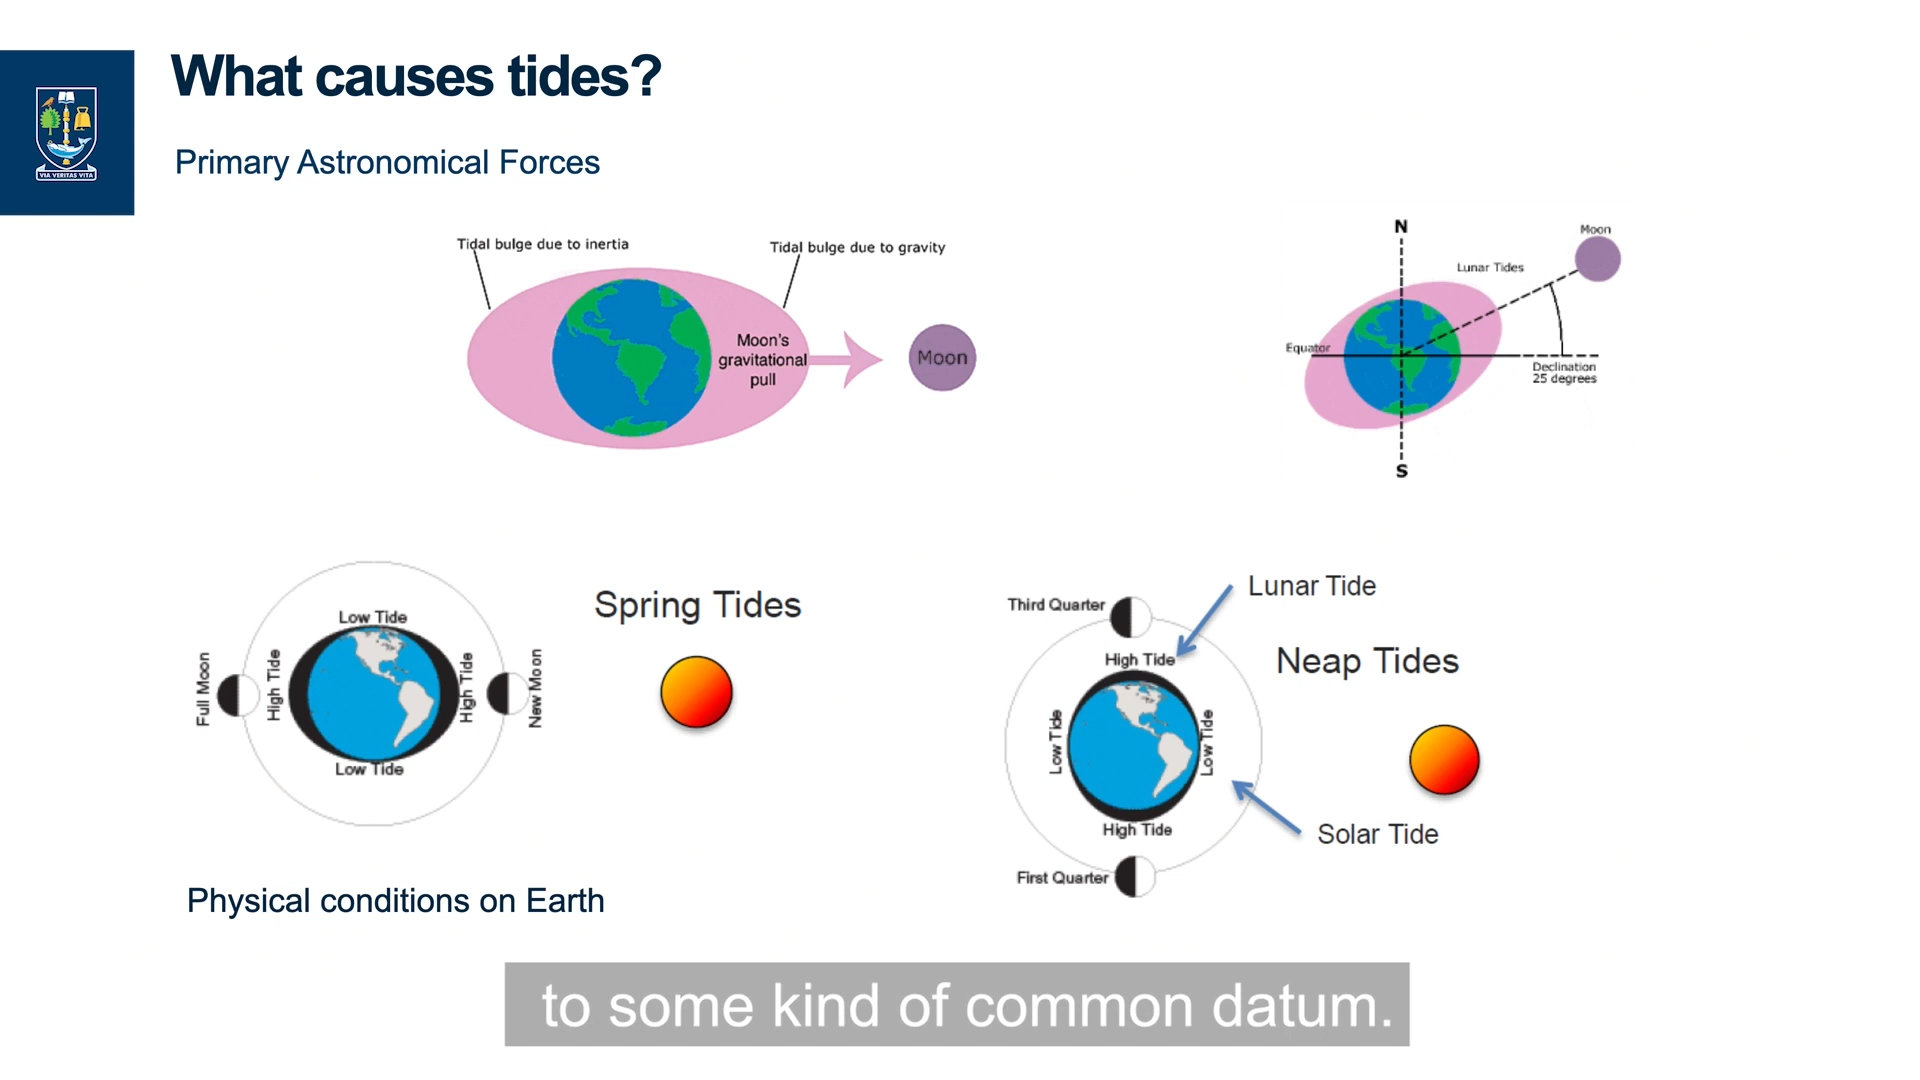 What causes tides?
VIA VERITAS VITA
Primary Astronomical Forces
Tidal bulge due to inertia
Tidal bulge due to gravity
Moon's
gravitational
pull
Moon
N
Moon
Lunar Tides
Equator
Declination
25 degrees
S
Spring Tides
Low Tide
Full Moon
High Tide
High Tide
New Moon
Low Tide
Lunar Tide
Third Quarter
High Tide
Neap Tides
Low Tide
Low Tide
High Tide
Solar Tide
First Quarter
Physical conditions on Earth
to some kind of common datum.